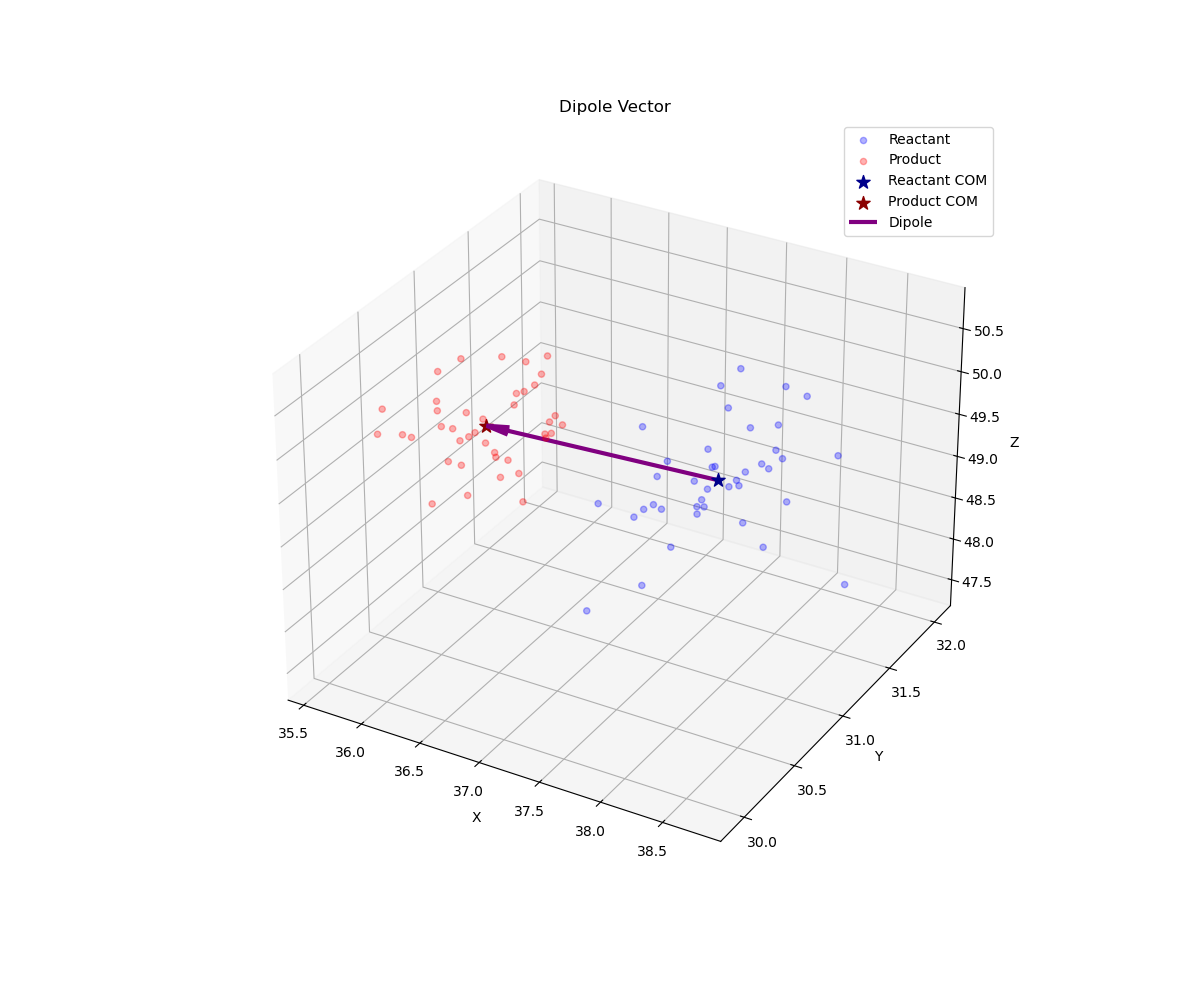 Dipole Vector
Reactant
Product
Reactant COM
Product COM
Dipole
50.5
50.0
49.5
49.0
48.5
48.0
47.5
Z
32.0
31.5
31.0
30.5
30.0
Y
35.5
36.0
36.5
37.0
37.5
38.0
38.5
X